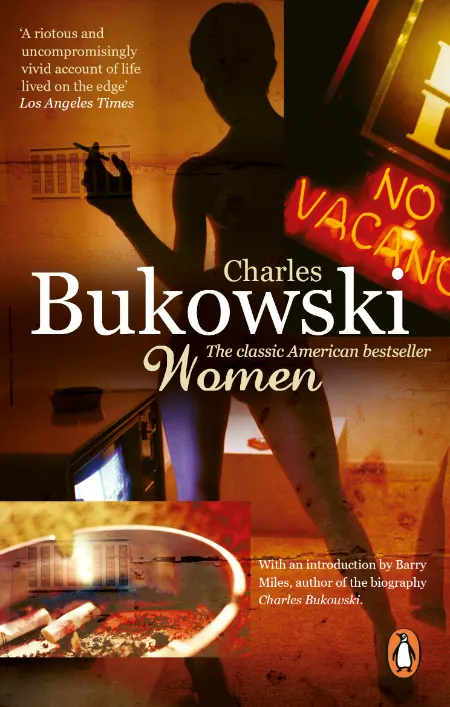 ‘A riotous and
uncompromisingly
vivid account of life
lived on the edge’
Los Angeles Times
NO
VACANC
Charles
Bukowski
The classic American bestseller
Women
With an introduction by Barry
Miles, author of the biography
Charles Bukowski.